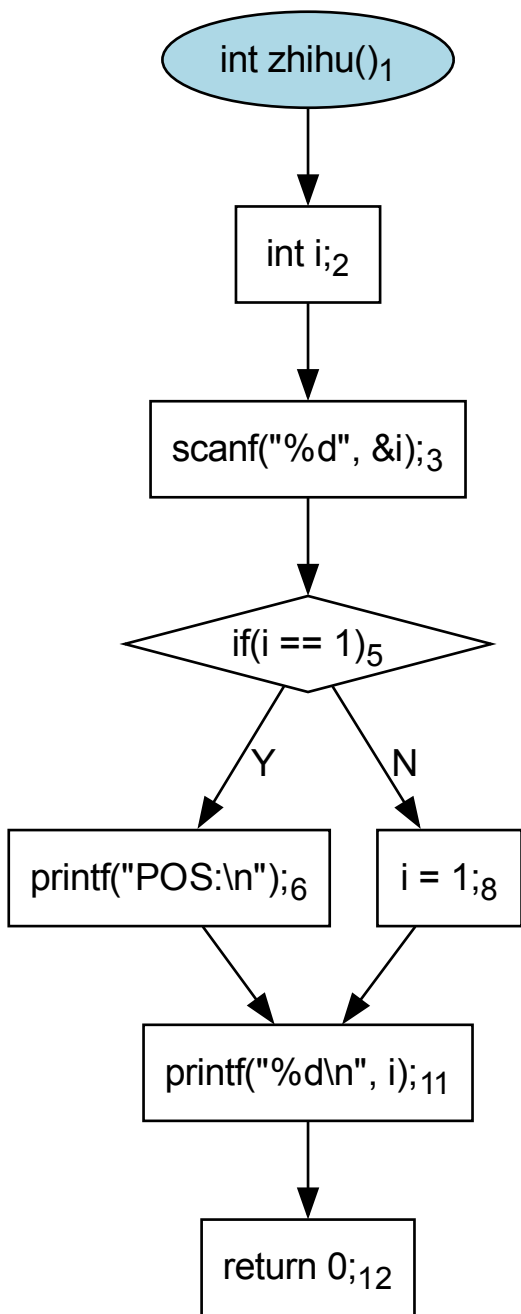 int zhihu()1
int i;2
scanf("%d", &i);3
if(i == 1)5
Y
N
printf("POS:\n");6
i = 1;8
printf("%d\n", i);11
return 0;12